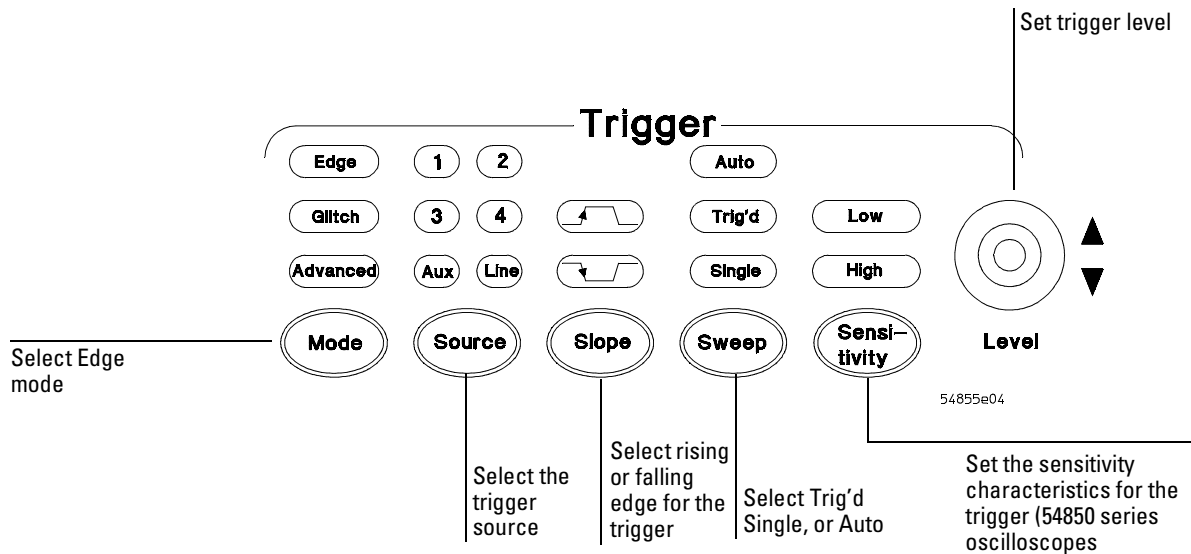 Set trigger level
Trigger
Edge 1 2 Auto
Glitch 3 4 Trig'd Low
Advanced Aux Line Single High
Mode Source Slope Sweep Sensi-
tivity Level
Select Edge
mode
54855e04
Select the
trigger
source
Select rising
or falling
edge for the
trigger
Select Trig'd
Single, or Auto
Set the sensitivity
characteristics for the
trigger (54850 series
oscilloscopes